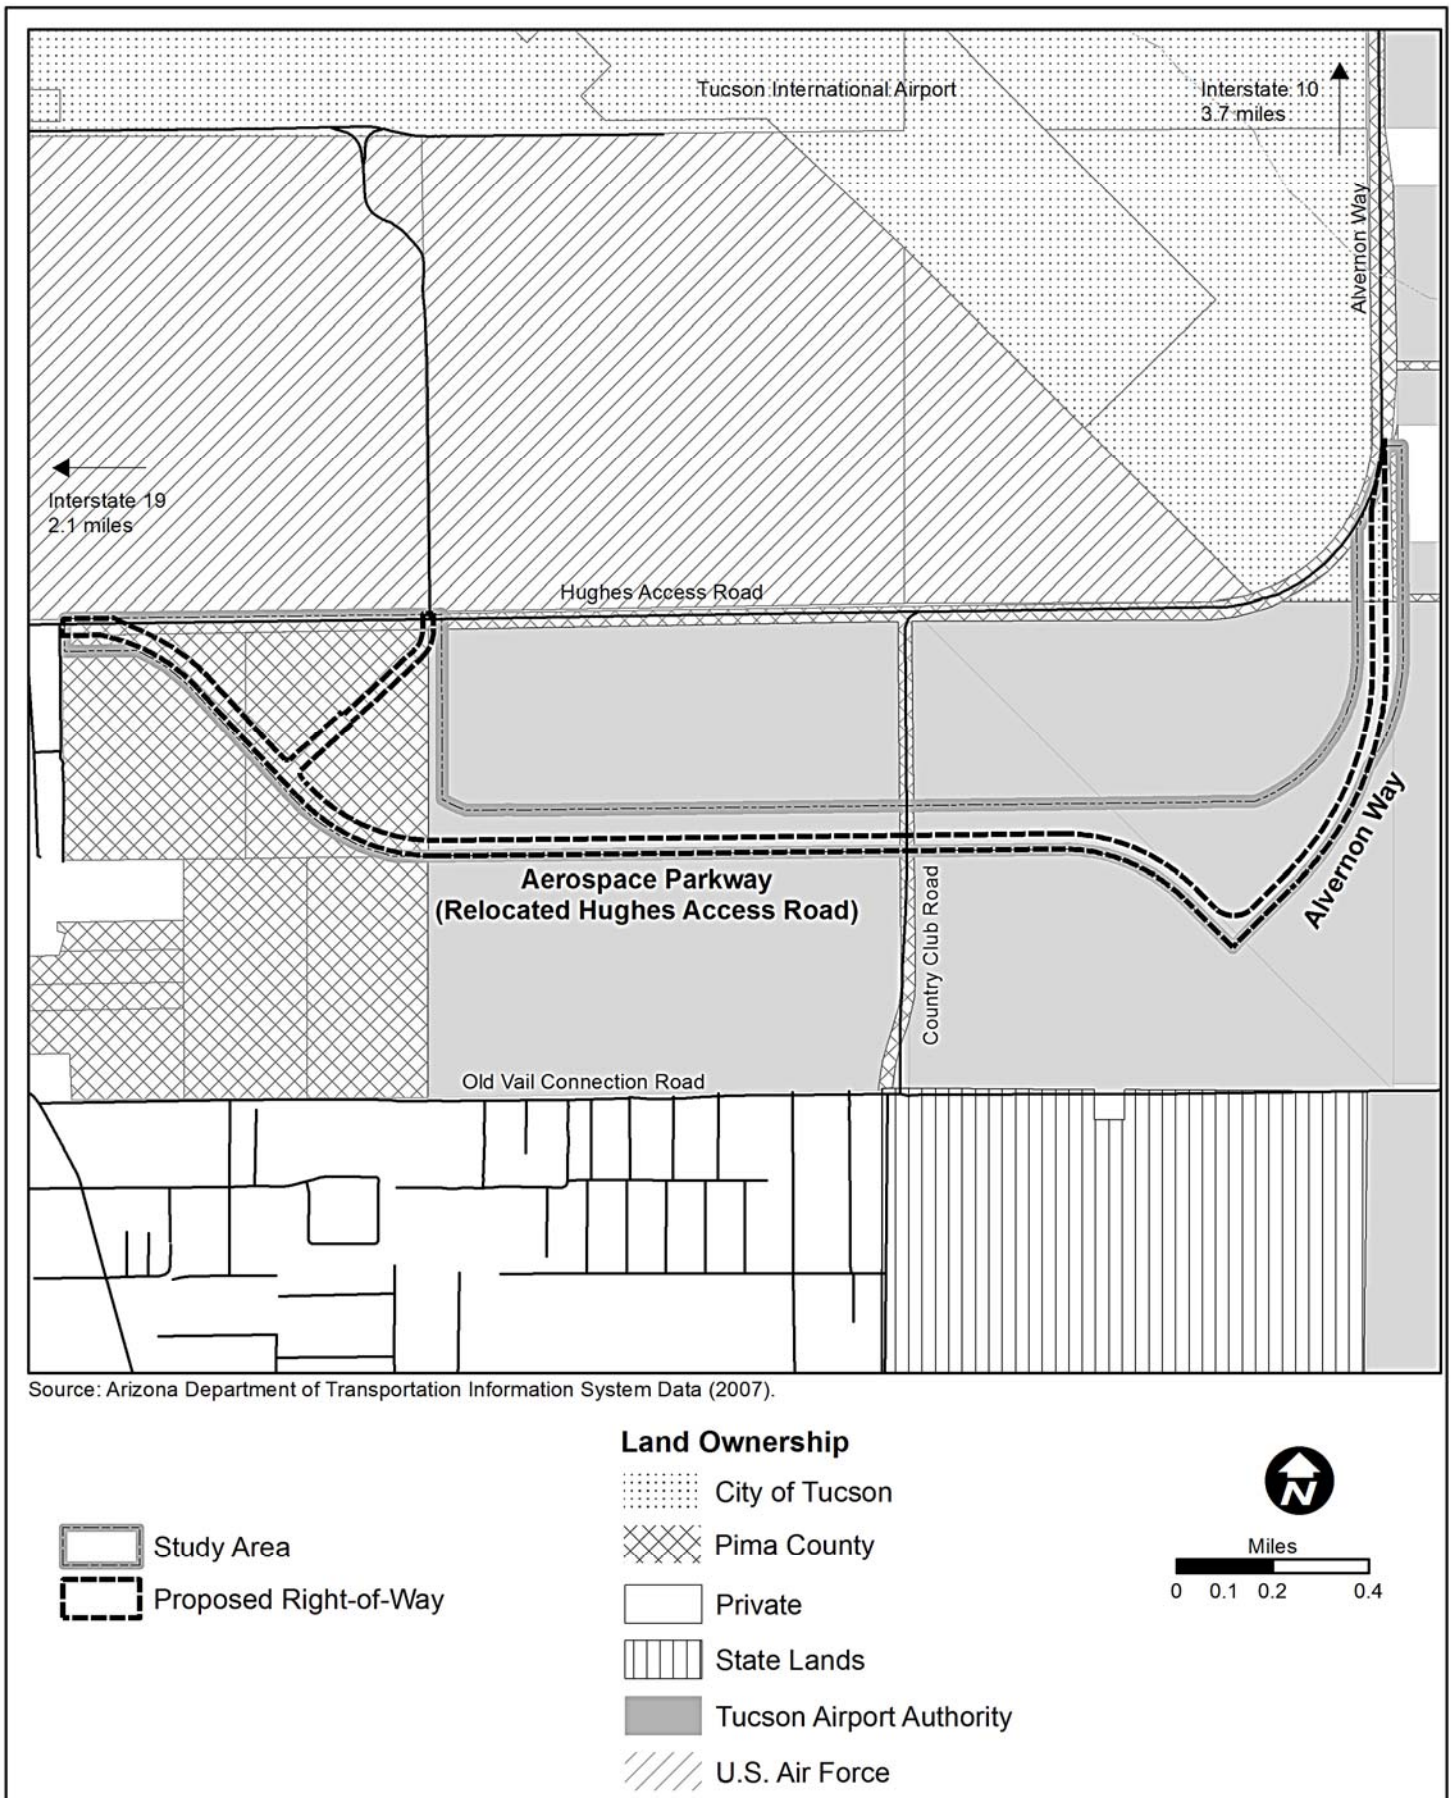 Tucson International Airport
Interstate 10
3.7 miles
Alvernon Way
Interstate 19
2.1 miles
Hughes Access Road
Alvernon Way
Aerospace Parkway
(Relocated Hughes Access Road)
Country Club Road
Old Vail Connection Road
Source: Arizona Department of Transportation Information System Data (2007).
Land Ownership
City of Tucson
Pima County
Private
State Lands
Tucson Airport Authority
U.S. Air Force
Study Area
Proposed Right-of-Way
N
Miles
0 0.1 0.2 0.4